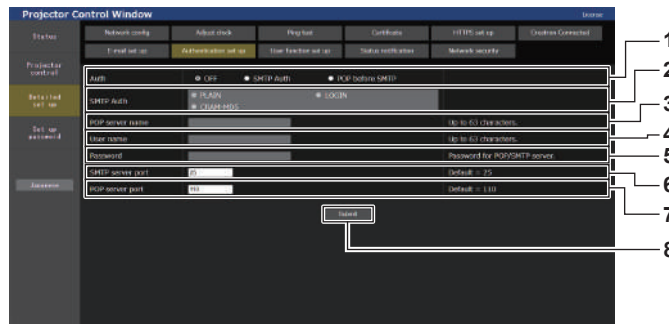 Projector Control Window
License
Status
Network config
Adjust clock
Ping test
Certificate
HTTPS set up
Crestron Connected
E-mail set up
Authentication set up
User function set up
Status notification
Network security
Projector control
Detailed set up
Set up password
Japanese
Auth
OFF
SMTP Auth
POP before SMTP
1
SMTP Auth
PLAIN
LOGIN
CRAM-MD5
2
POP server name
Up to 63 characters.
3
User name
Up to 63 characters.
4
Password
Password for POP/SMTP server.
5
SMTP server port
25
Default = 25
6
POP server port
110
Default = 110
7
Submit
8